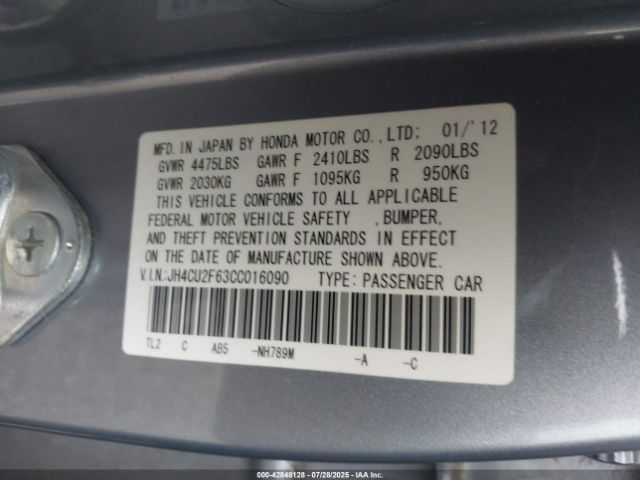 MFD. IN JAPAN BY HONDA MOTOR CO.,LTD: 01/'12
GVWR 4475LBS GAWR F 2410LBS R 2090LBS
GVWR 2030KG GAWR F 1095KG R 950KG
THIS VEHICLE CONFORMS TO ALL APPLICABLE
FEDERAL MOTOR VEHICLE SAFETY ,BUMPER,
AND THEFT PREVENTION STANDARDS IN EFFECT
ON THE DATE OF MANUFACTURE SHOWN ABOVE.
V.I.N.:JH4CU2F63CC016090 TYPE: PASSENGER CAR
TL2 C AB5 -NH789M -A -C
000-42848128 - 07/28/2025 - IAA Inc.